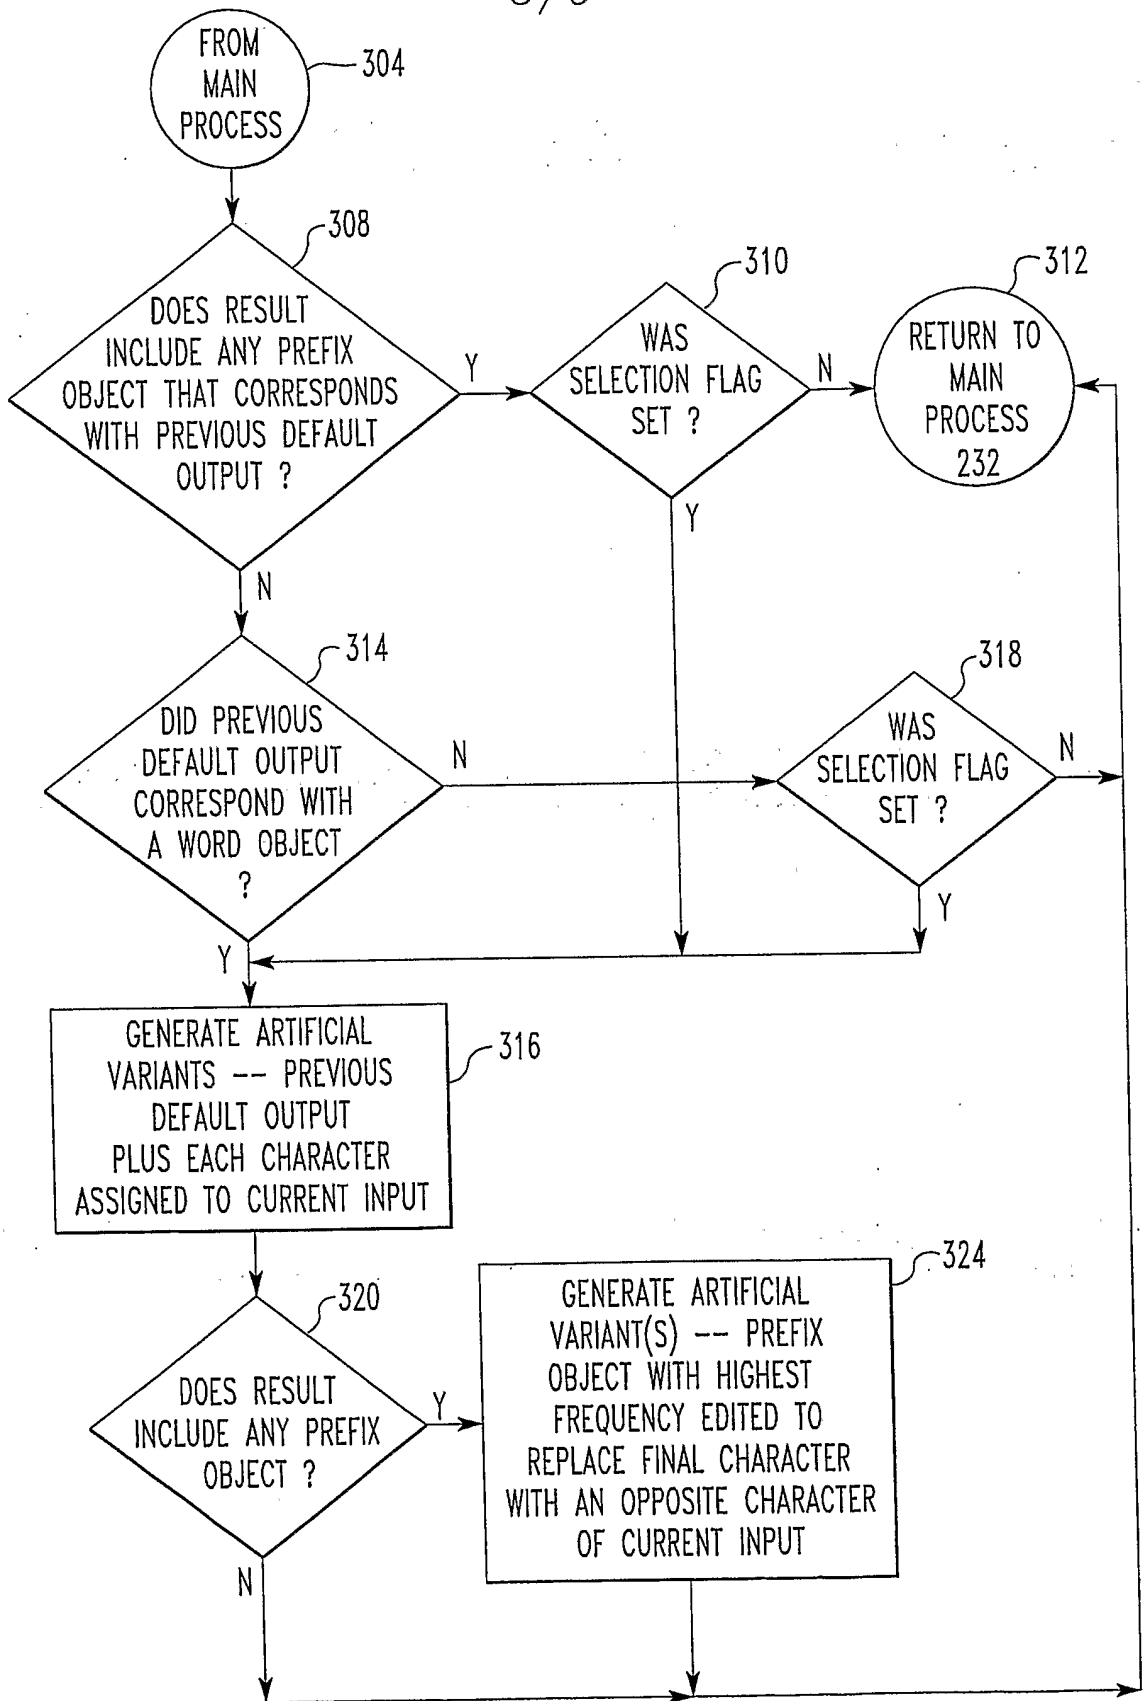 FROM
MAIN
PROCESS
304
308
DOES RESULT
INCLUDE ANY PREFIX
OBJECT THAT CORRESPONDS
WITH PREVIOUS DEFAULT
OUTPUT ?
Y
N
310
WAS
SELECTION FLAG
SET ?
N
Y
312
RETURN TO
MAIN
PROCESS
232
314
DID PREVIOUS
DEFAULT OUTPUT
CORRESPOND WITH
A WORD OBJECT
?
N
Y
318
WAS
SELECTION FLAG
SET ?
N
Y
GENERATE ARTIFICIAL
VARIANTS -- PREVIOUS
DEFAULT OUTPUT
PLUS EACH CHARACTER
ASSIGNED TO CURRENT INPUT
316
320
DOES RESULT
INCLUDE ANY PREFIX
OBJECT ?
Y
N
324
GENERATE ARTIFICIAL
VARIANT(S) -- PREFIX
OBJECT WITH HIGHEST
FREQUENCY EDITED TO
REPLACE FINAL CHARACTER
WITH AN OPPOSITE CHARACTER
OF CURRENT INPUT